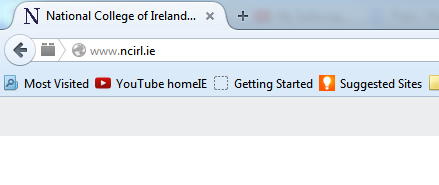 N National College of Ireland...
www.ncirl.ie
Most Visited YouTube homeIE Getting Started Suggested Sites